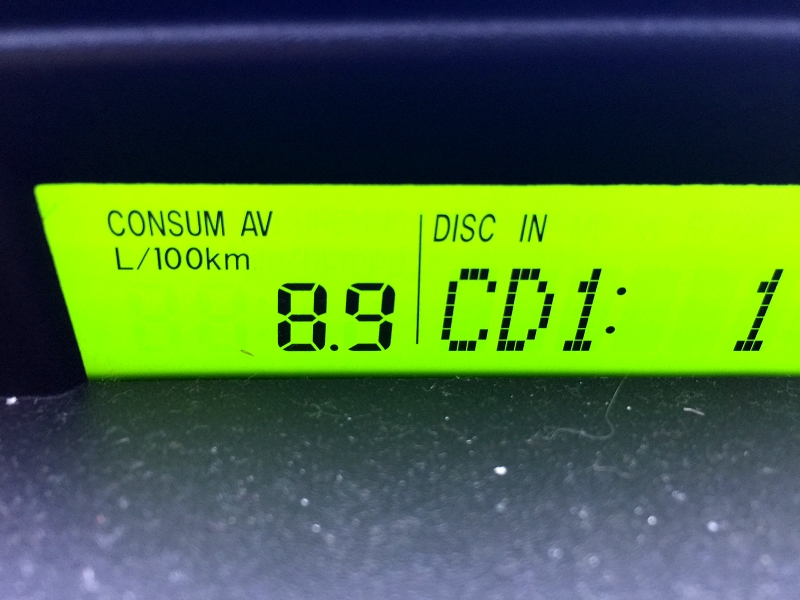 CONSUM AV
L/100km
8.9
DISC IN
CD1: 1